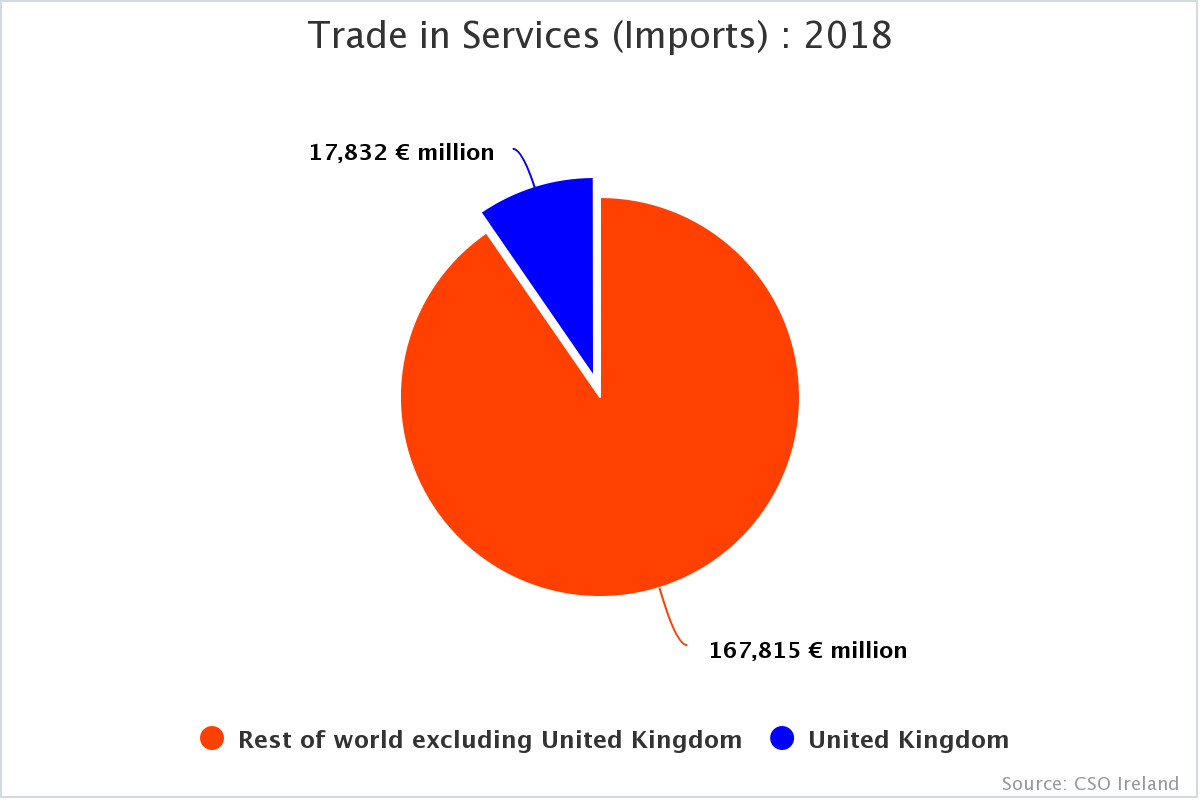 Trade in Services (Imports) : 2018
17,832 € million
167,815 € million
Rest of world excluding United Kingdom
United Kingdom
Source: CSO Ireland